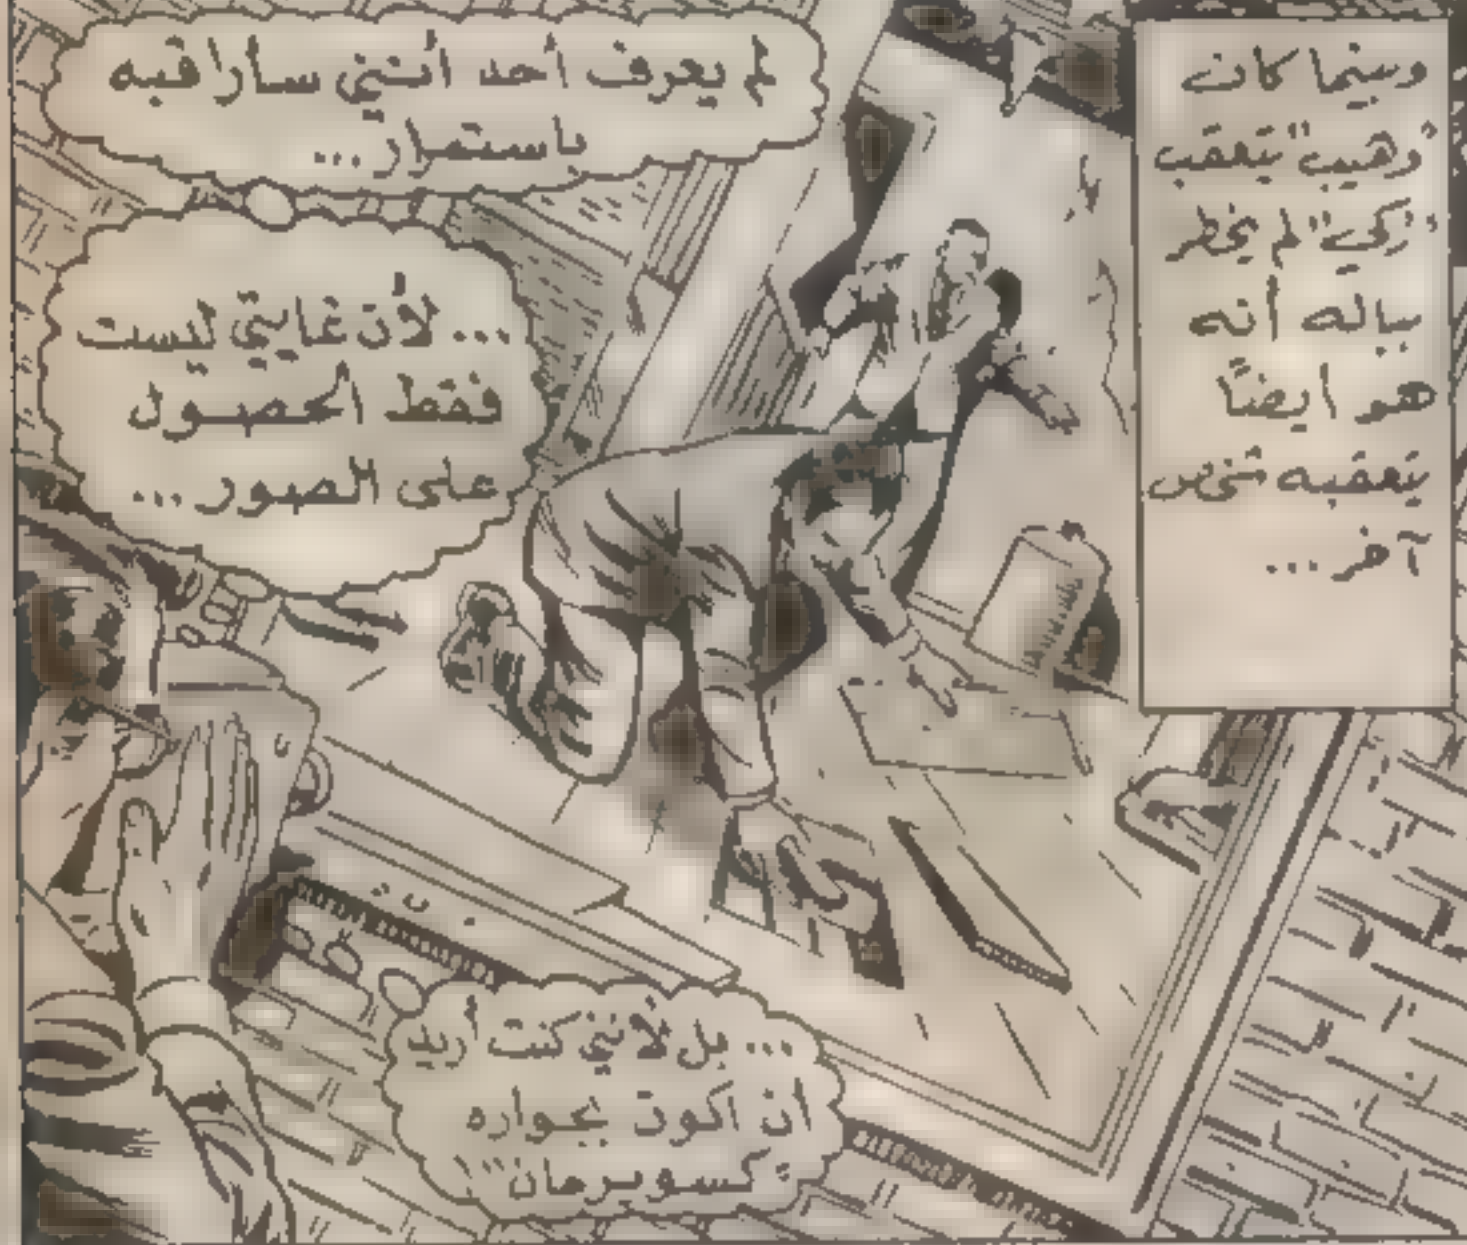 وبينما كان
"وهيب" يتعقب
"زكي" لم يخطر
بباله أنه
هو أيضًا
يتعقبه شخص
آخر...
لم يعرف أحد أنني سأراقبه
باستمرار...
... لأن غايتي ليست
فقط الحصول
على الصور...
... بل لأنني كنت أريد
أن أكون بجواره
"كسوبرمان"!